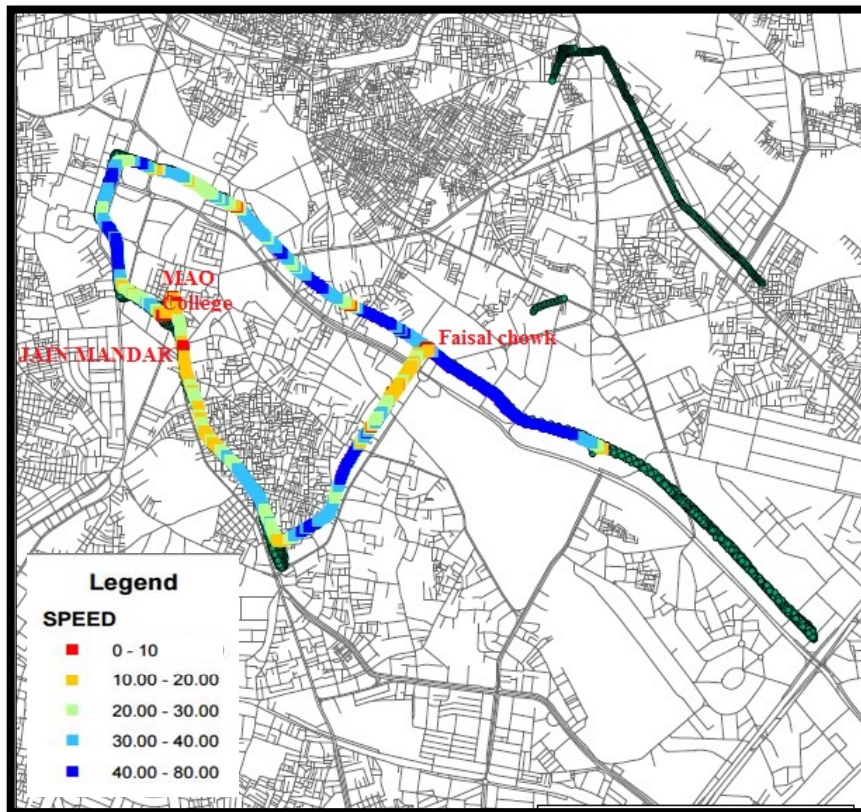 MAO
College
Faisal chowk
JAIN MANDAR
Legend
SPEED
0 - 10
10.00 - 20.00
20.00 - 30.00
30.00 - 40.00
40.00 - 80.00